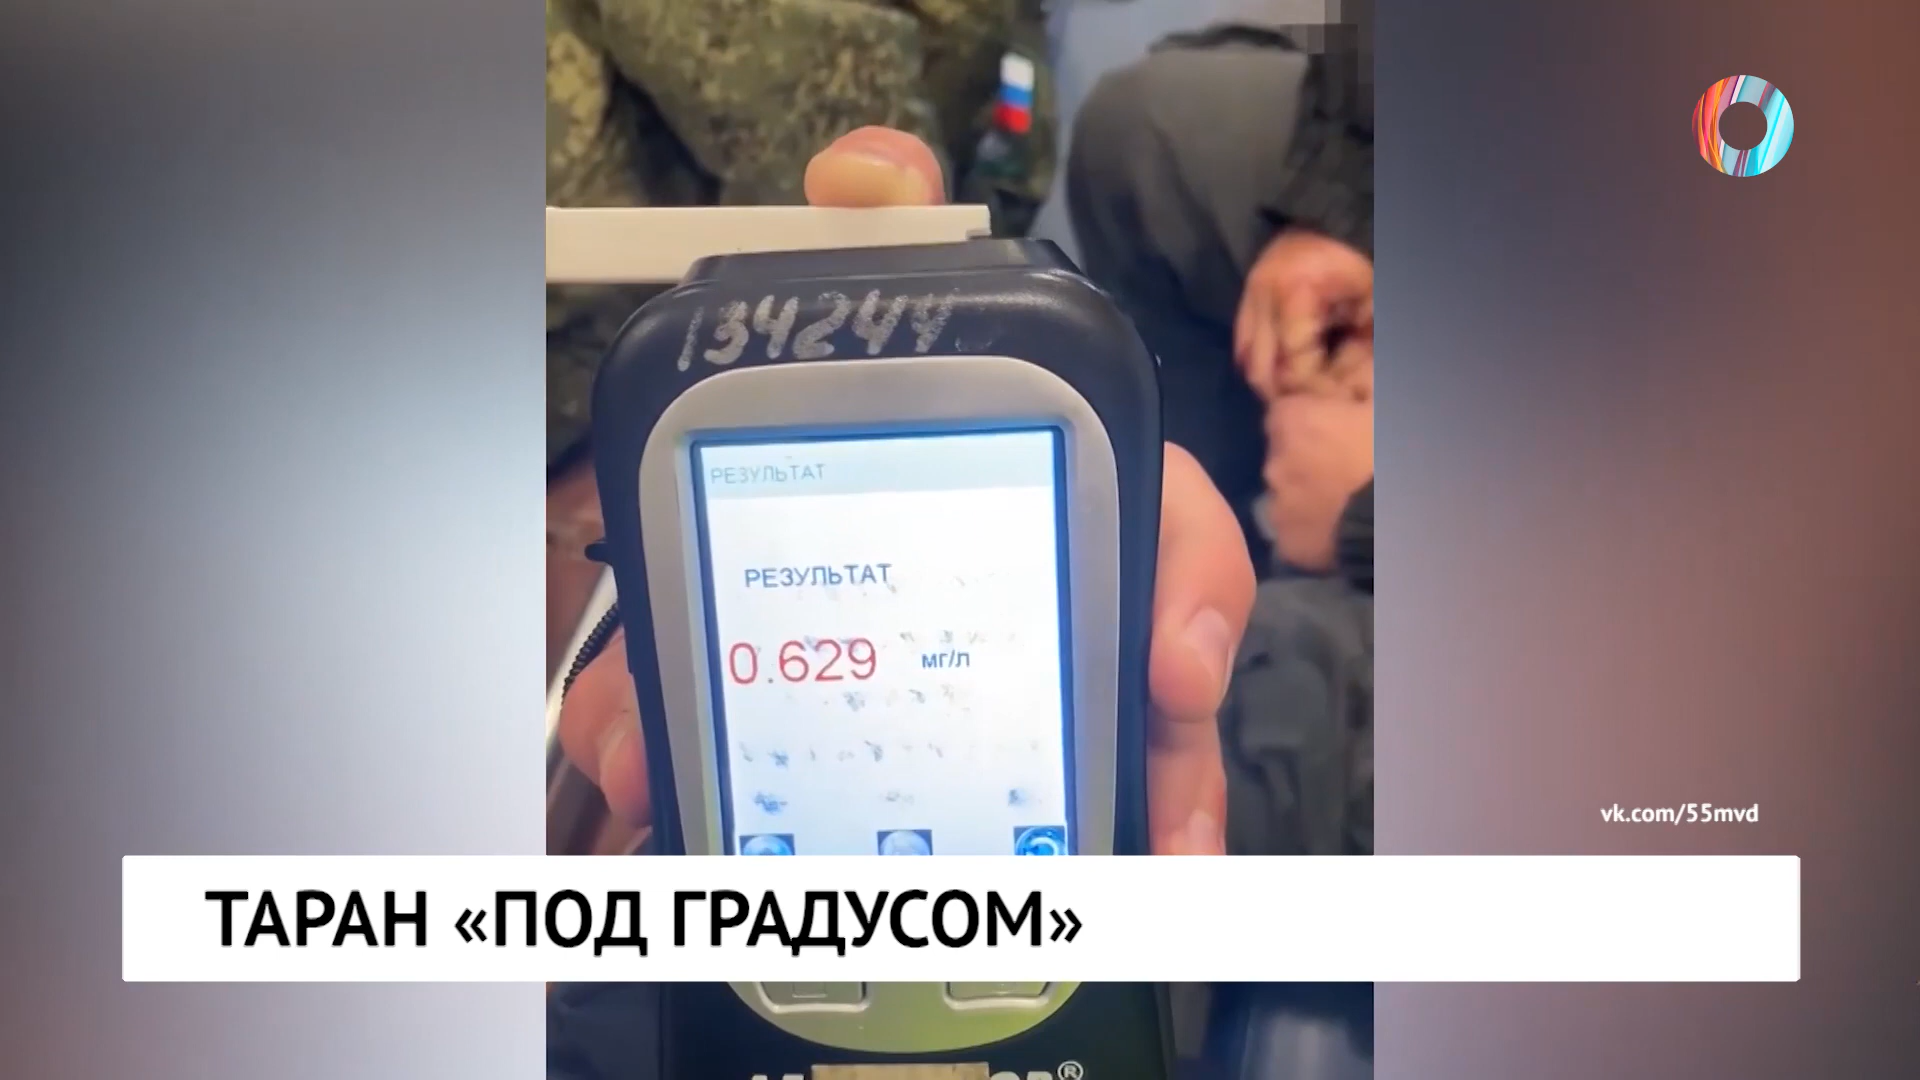 134244
РЕЗУЛЬТАТ
РЕЗУЛЬТАТ
0.629 мг/л
vk.com/55mvd
ТАРАН «ПОД ГРАДУСОМ»
®